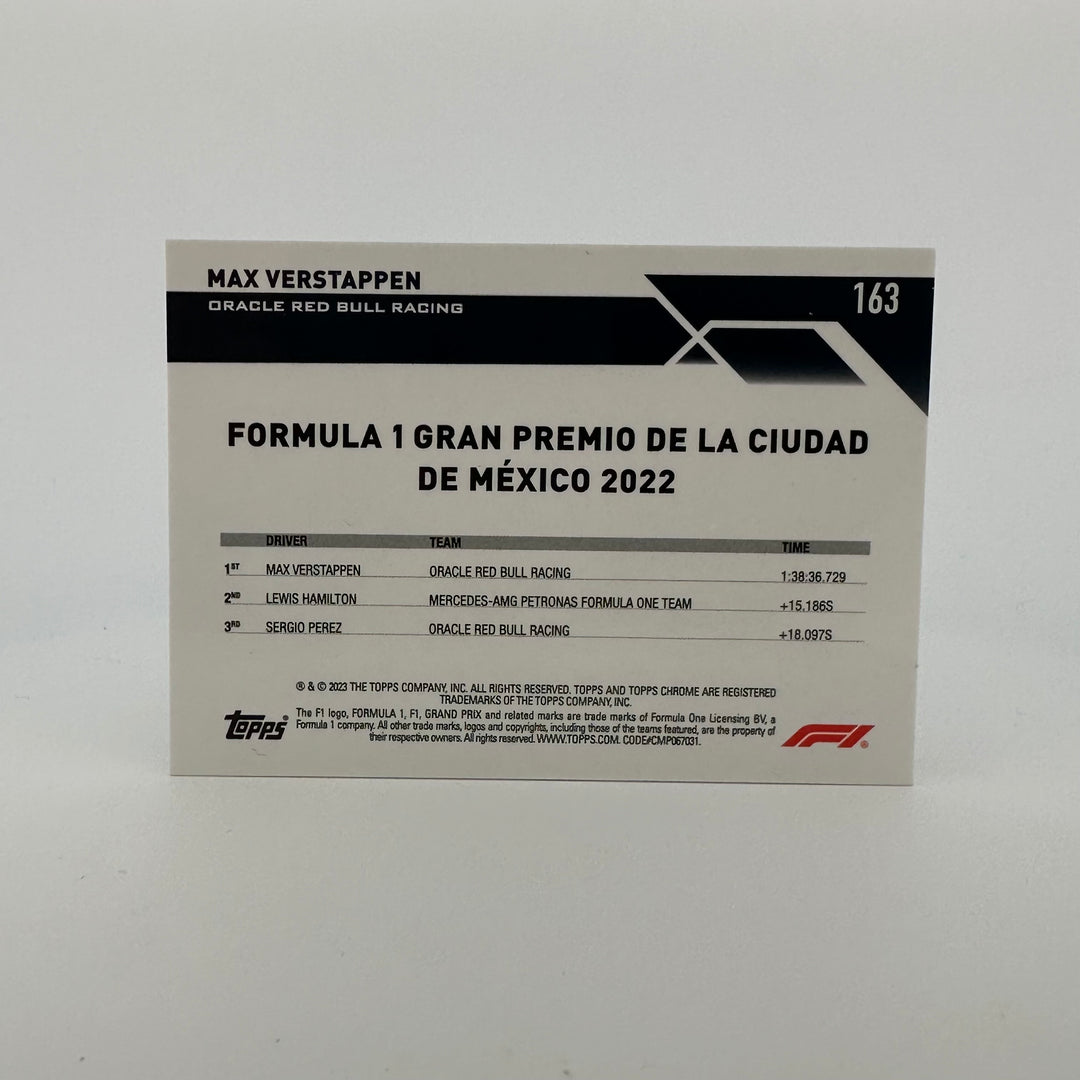 MAX VERSTAPPEN
ORACLE RED BULL RACING
163
FORMULA 1 GRAN PREMIO DE LA CIUDAD
DE MÉXICO 2022
DRIVER TEAM TIME
1ST MAX VERSTAPPEN ORACLE RED BULL RACING 1:38:36.729
2ND LEWIS HAMILTON MERCEDES-AMG PETRONAS FORMULA ONE TEAM +15.186S
3RD SERGIO PEREZ ORACLE RED BULL RACING +18.097S
® & © 2023 THE TOPPS COMPANY, INC. ALL RIGHTS RESERVED. TOPPS AND TOPPS CHROME ARE REGISTERED
TRADEMARKS OF THE TOPPS COMPANY, INC.
The F1 logo, FORMULA 1, F1, GRAND PRIX and related marks are trade marks of Formula One Licensing BV, a
Formula 1 company. All other trade marks, logos and copyrights, including those of the teams featured, are the property of
their respective owners. All rights reserved. WWW.TOPPS.COM. CODE#CMP067031.
Topps®
F1®